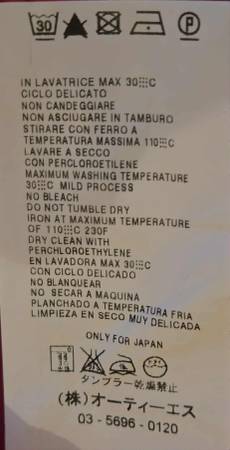 30 P
IN LAVATRICE MAX 30⁝⁝⁝C
CICLO DELICATO
NON CANDEGGIARE
NON ASCIUGARE IN TAMBURO
STIRARE CON FERRO A
TEMPERATURA MASSIMA 110⁝⁝⁝C
LAVARE A SECCO
CON PERCLOROETILENE
MAXIMUM WASHING TEMPERATURE
30⁝⁝⁝C MILD PROCESS
NO BLEACH
DO NOT TUMBLE DRY
IRON AT MAXIMUM TEMPERATURE
OF 110⁝⁝⁝C 230F
DRY CLEAN WITH
PERCHLOROETHYLENE
EN LAVADORA MAX 30⁝⁝⁝C
CON CICLO DELICADO
NO BLANQUEAR
NO SECAR A MAQUINA
PLANCHADO A TEMPERATURA FRIA
LIMPIEZA EN SECO MUY DELICADA
ONLY FOR JAPAN
タンブラー乾燥禁止
(株)オーティーエス
03-5696-0120